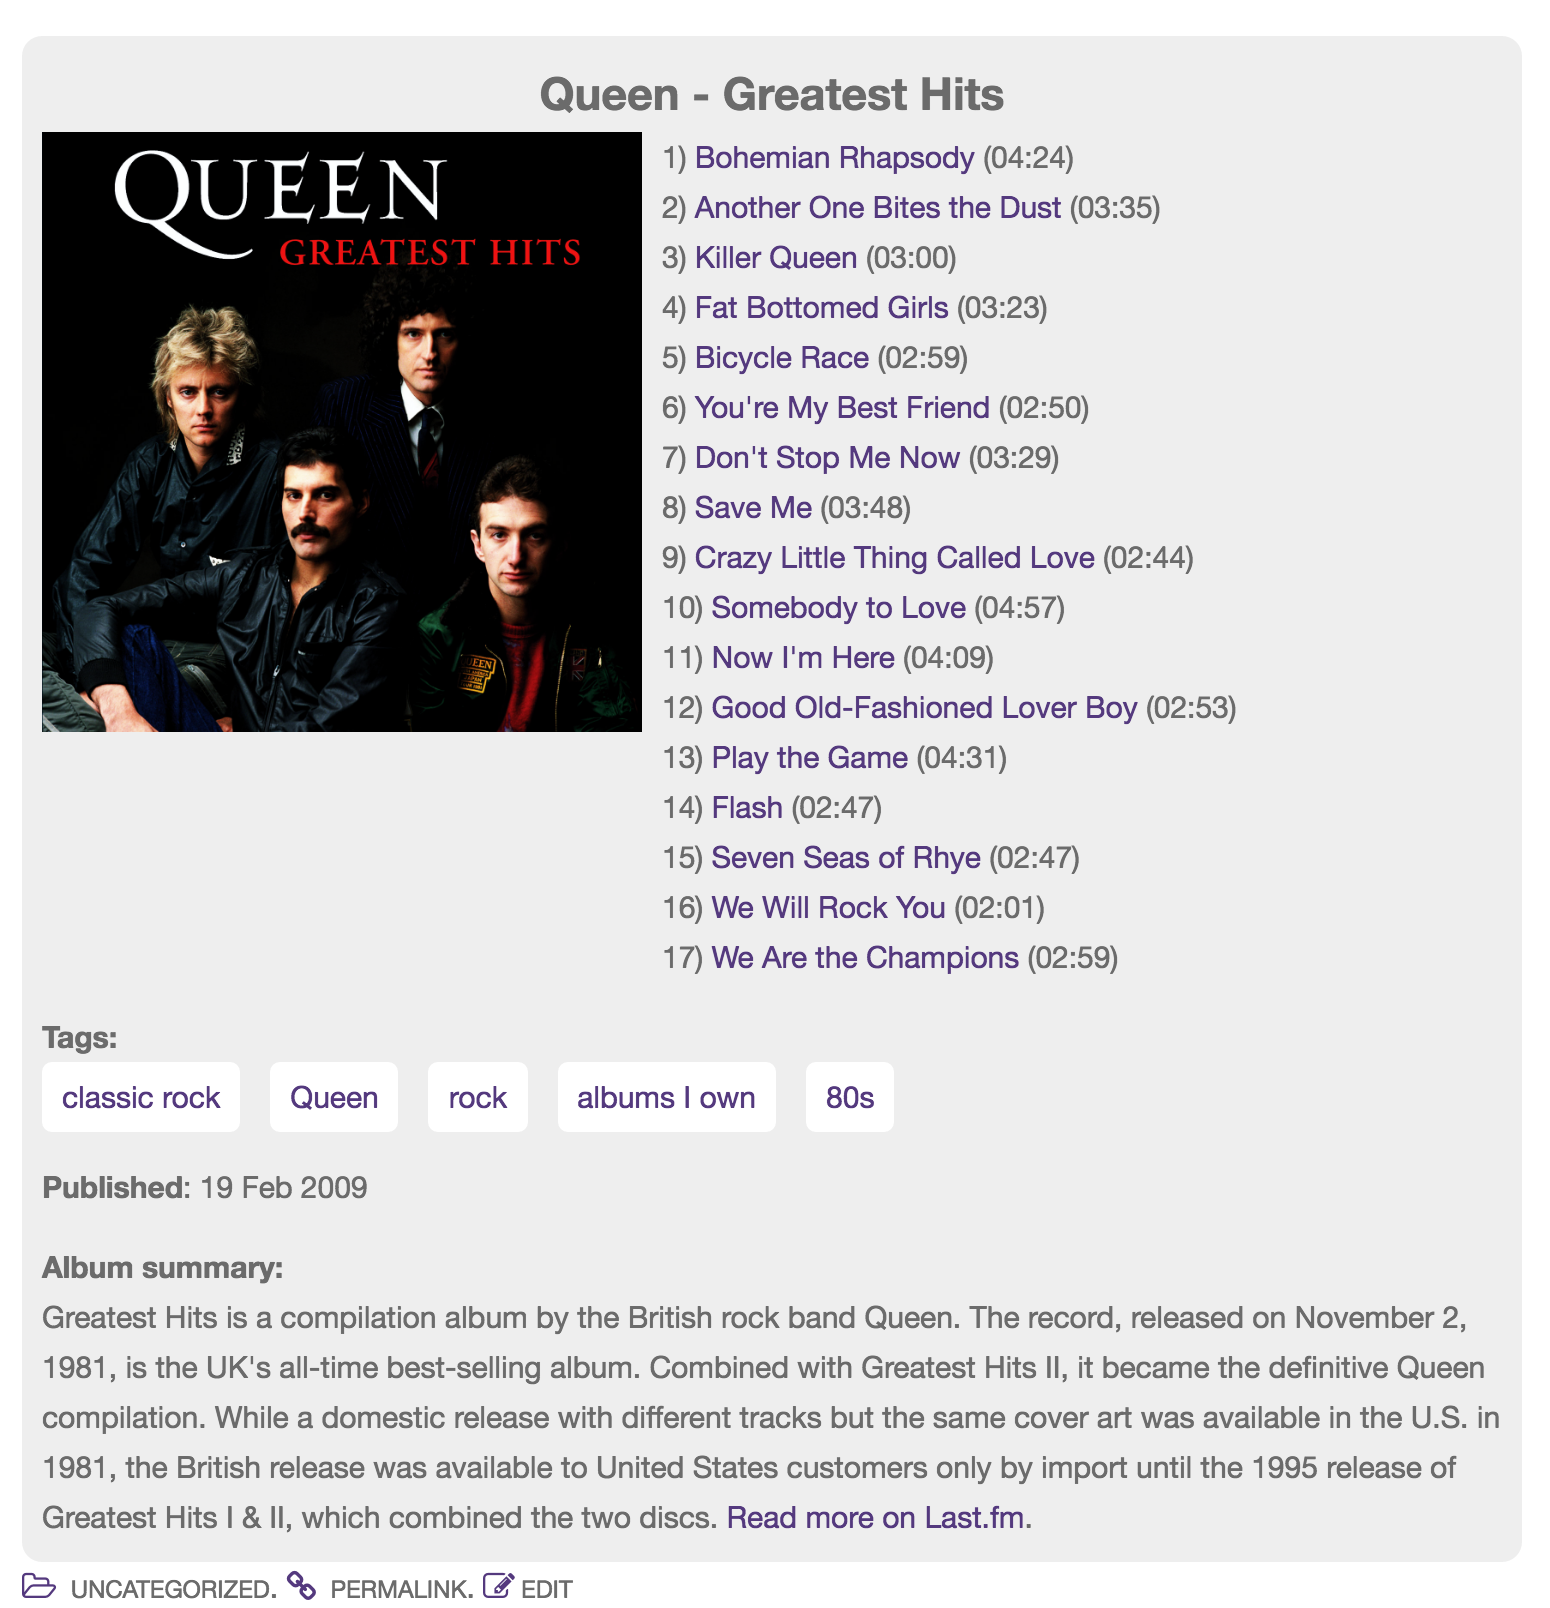 Queen - Greatest Hits
QUEEN
GREATEST HITS
1) Bohemian Rhapsody (04:24)
2) Another One Bites the Dust (03:35)
3) Killer Queen (03:00)
4) Fat Bottomed Girls (03:23)
5) Bicycle Race (02:59)
6) You're My Best Friend (02:50)
7) Don't Stop Me Now (03:29)
8) Save Me (03:48)
9) Crazy Little Thing Called Love (02:44)
10) Somebody to Love (04:57)
11) Now I'm Here (04:09)
12) Good Old-Fashioned Lover Boy (02:53)
13) Play the Game (04:31)
14) Flash (02:47)
15) Seven Seas of Rhye (02:47)
16) We Will Rock You (02:01)
17) We Are the Champions (02:59)
Tags:
classic rock Queen rock albums I own 80s
Published: 19 Feb 2009
Album summary:
Greatest Hits is a compilation album by the British rock band Queen. The record, released on November 2,
1981, is the UK's all-time best-selling album. Combined with Greatest Hits II, it became the definitive Queen
compilation. While a domestic release with different tracks but the same cover art was available in the U.S. in
1981, the British release was available to United States customers only by import until the 1995 release of
Greatest Hits I & II, which combined the two discs. Read more on Last.fm.
UNCATEGORIZED. PERMALINK. EDIT